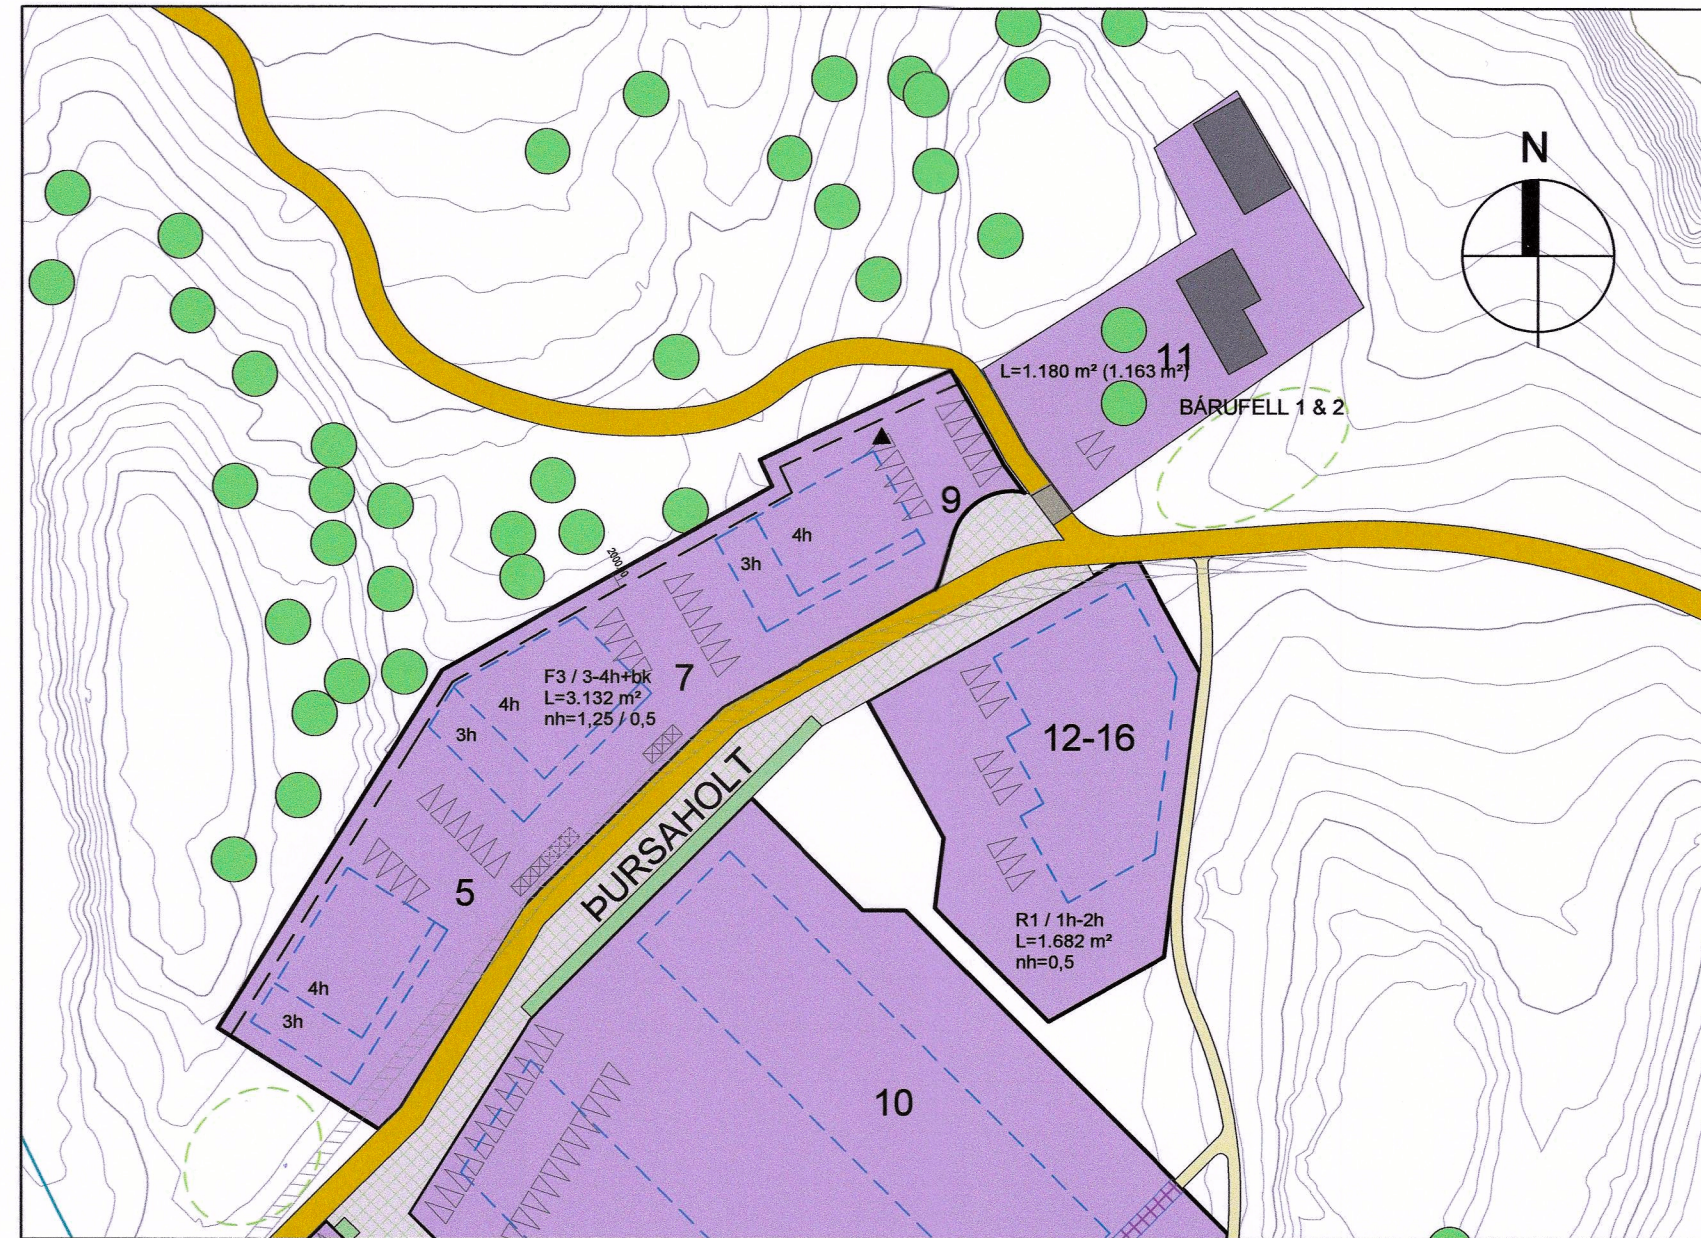 N
11
L=1.180 m² (1.163 m²)
BÁRUFELL 1 & 2
9
4h
3h
F3 / 3-4h+bk
L=3.132 m²
nh=1,25 / 0,5
7
4h
3h
12-16
ÞURSAHOLT
5
R1 / 1h-2h
L=1.682 m²
nh=0,5
4h
3h
10